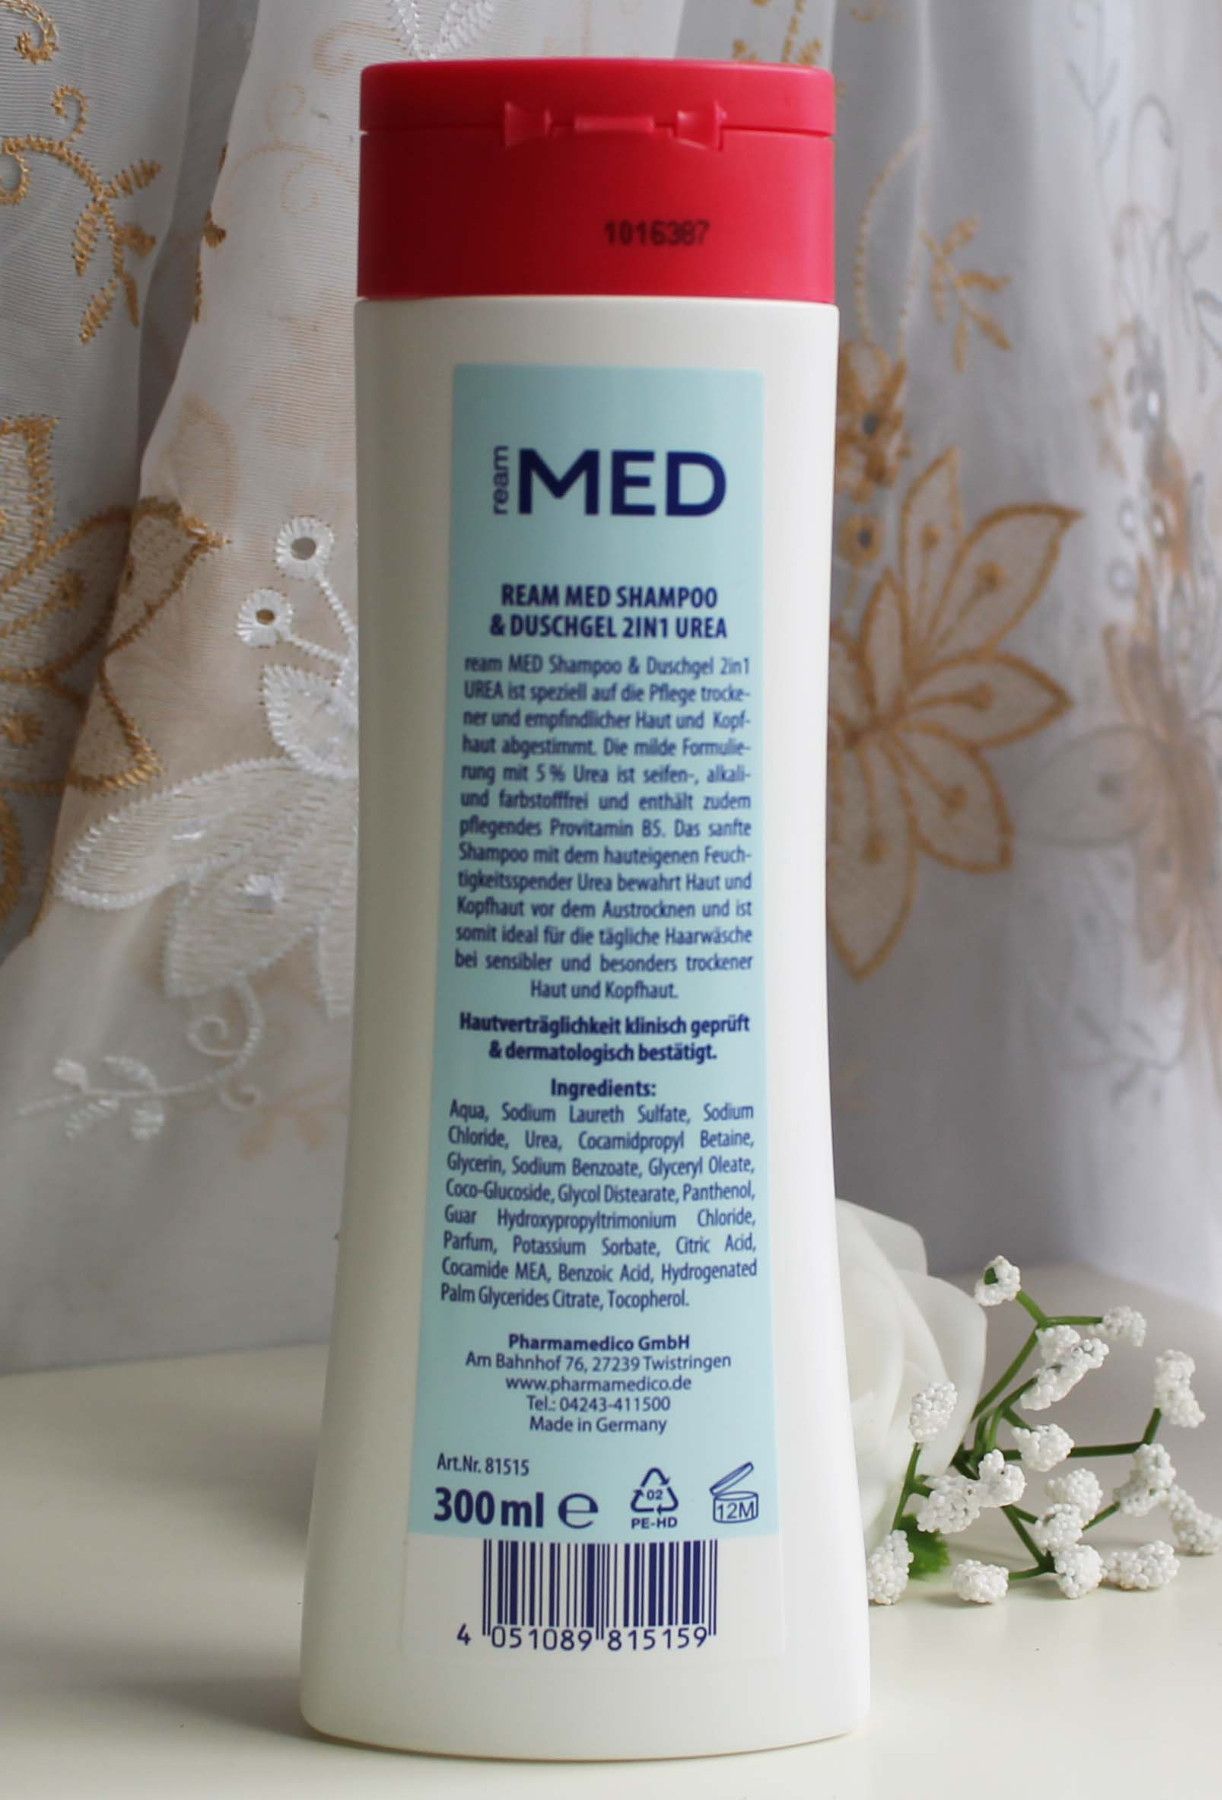 1016387
ream MED
REAM MED SHAMPOO
& DUSCHGEL 2IN1 UREA
ream MED Shampoo & Duschgel 2in1
UREA ist speziell auf die Pflege trocke-
ner und empfindlicher Haut und Kopf-
haut abgestimmt. Die milde Formulie-
rung mit 5 % Urea ist seifen-, alkali-
und farbstofffrei und enthält zudem
pflegendes Provitamin B5. Das sanfte
Shampoo mit dem hauteigenen Feuch-
tigkeitsspender Urea bewahrt Haut und
Kopfhaut vor dem Austrocknen und ist
somit ideal für die tägliche Haarwäsche
bei sensibler und besonders trockener
Haut und Kopfhaut.
Hautverträglichkeit klinisch geprüft
& dermatologisch bestätigt.
Ingredients:
Aqua, Sodium Laureth Sulfate, Sodium
Chloride, Urea, Cocamidpropyl Betaine,
Glycerin, Sodium Benzoate, Glyceryl Oleate,
Coco-Glucoside, Glycol Distearate, Panthenol,
Guar Hydroxypropyltrimonium Chloride,
Parfum, Potassium Sorbate, Citric Acid,
Cocamide MEA, Benzoic Acid, Hydrogenated
Palm Glycerides Citrate, Tocopherol.
Pharmamedico GmbH
Am Bahnhof 76, 27239 Twistringen
www.pharmamedico.de
Tel.: 04243-411500
Made in Germany
Art.Nr. 81515
300 ml ℮ 02 PE-HD 12M
4 051089 815159